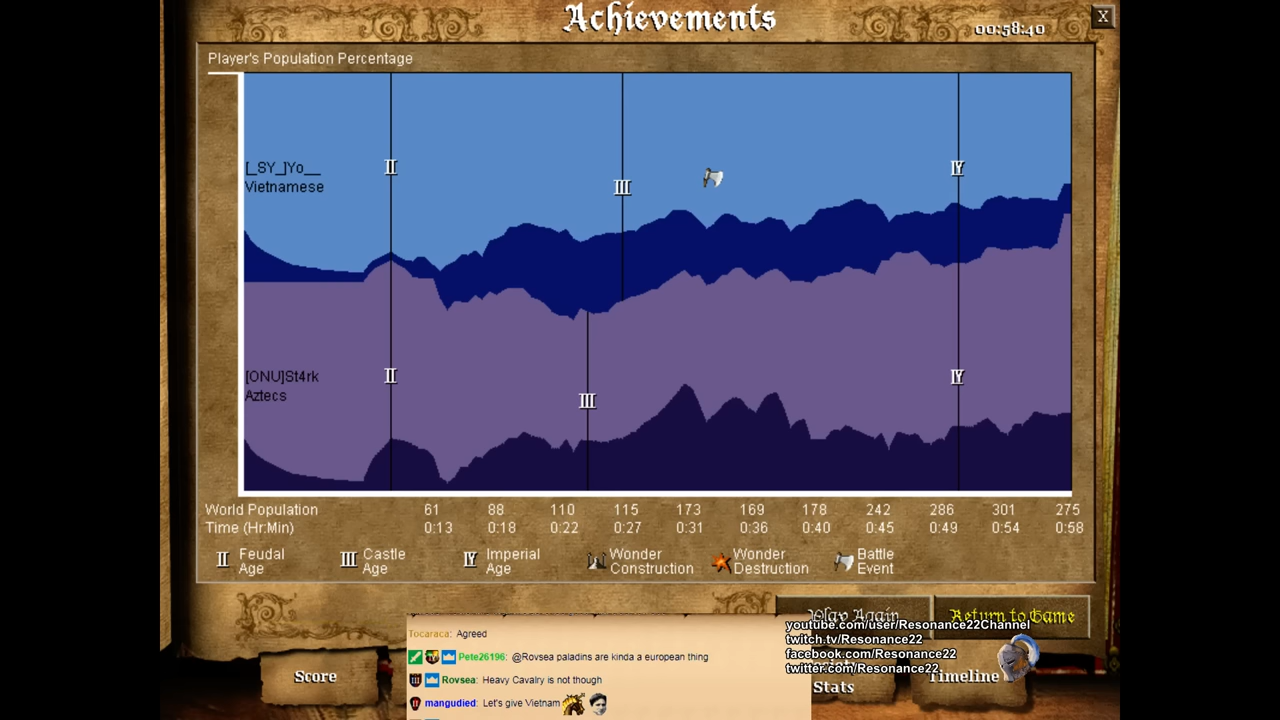 Achievements
00:58:40
X
Player's Population Percentage
[_SY_]Yo__
Vietnamese
II
III
IV
[ONU]St4rk
Aztecs
II
III
IV
World Population 61 88 110 115 173 169 178 242 286 301 275
Time (Hr:Min) 0:13 0:18 0:22 0:27 0:31 0:36 0:40 0:45 0:49 0:54 0:58
II Feudal Age
III Castle Age
IV Imperial Age
Wonder Construction
Wonder Destruction
Battle Event
Play Again
Return to Game
youtube.com/user/Resonance22Channel
twitch.tv/Resonance22
facebook.com/Resonance22
twitter.com/Resonance22
Tocaraca: Agreed
Pete26196: @Rovsea paladins are kinda a european thing
Rovsea: Heavy Cavalry is not though
mangudied: Let's give Vietnam
Score
Stats
Timeline